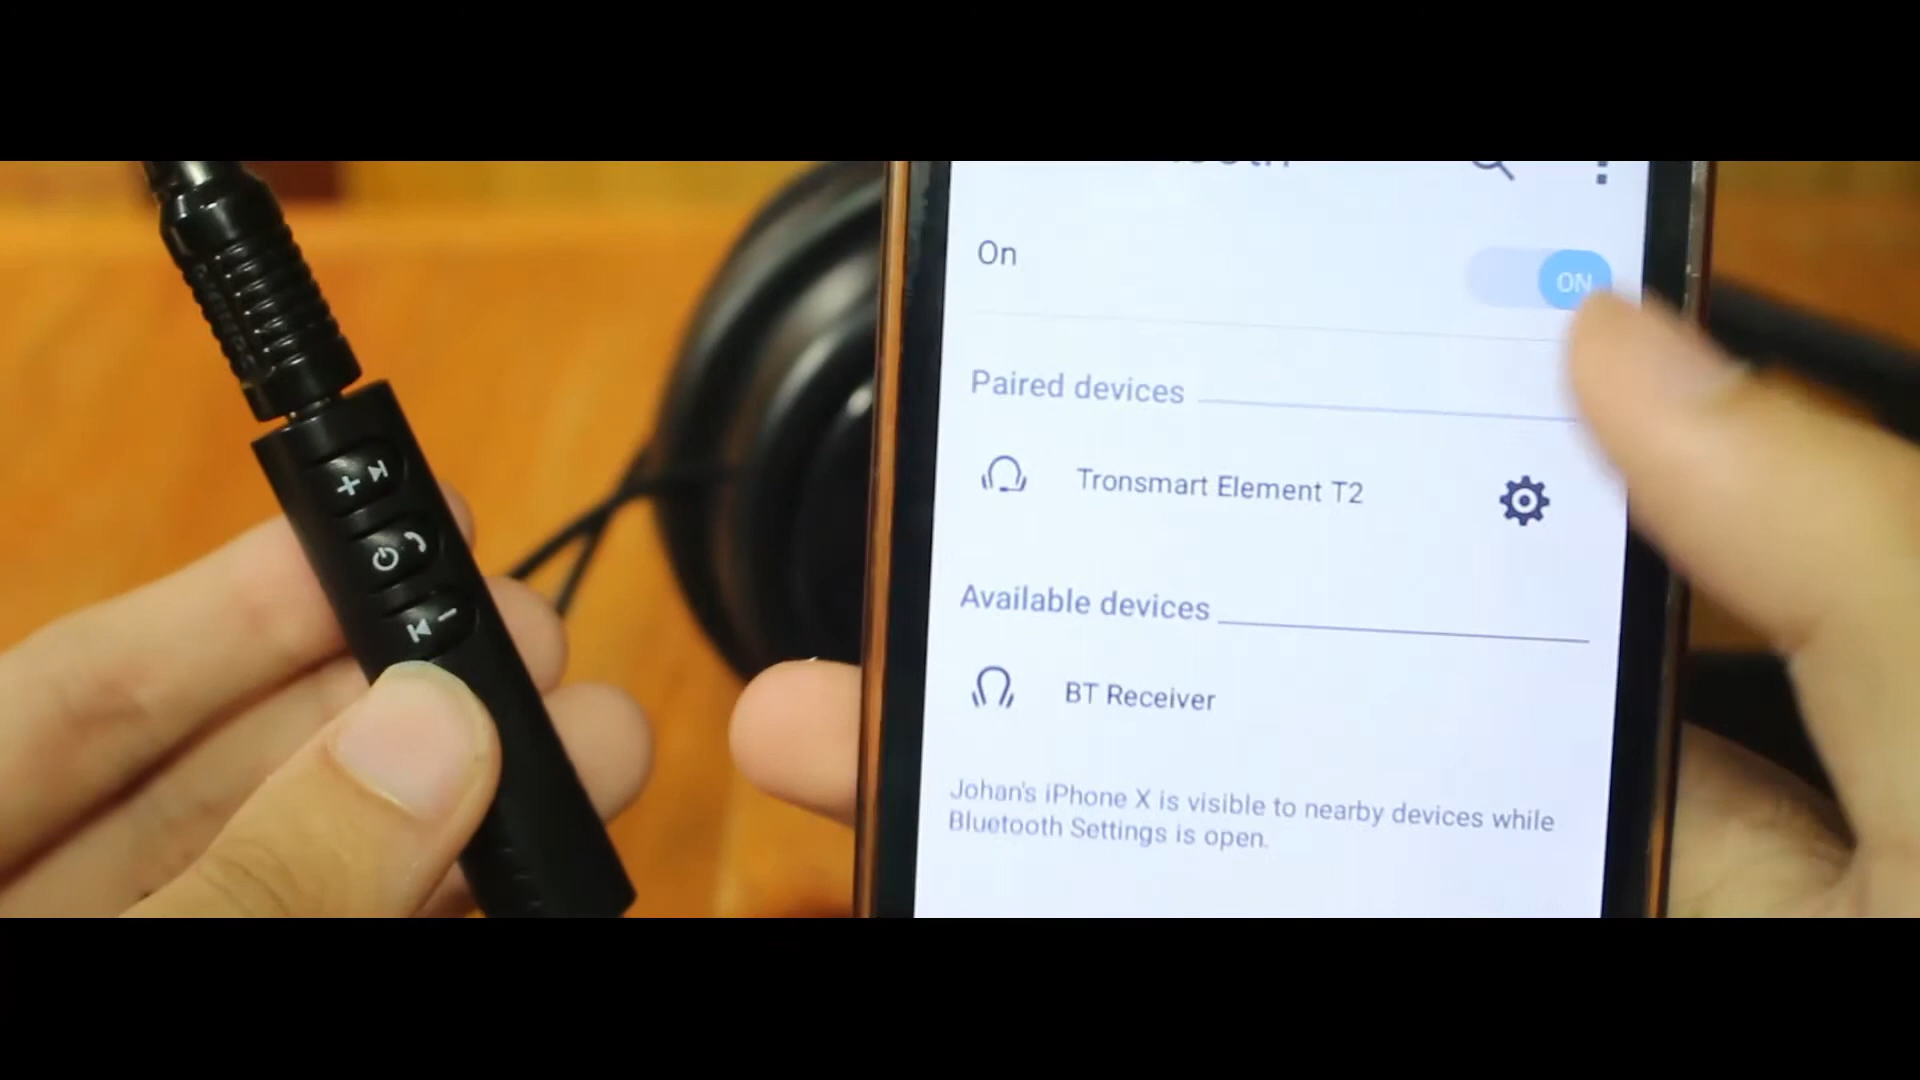 On
ON
Paired devices
Tronsmart Element T2
Available devices
BT Receiver
Johan's iPhone X is visible to nearby devices while
Bluetooth Settings is open.